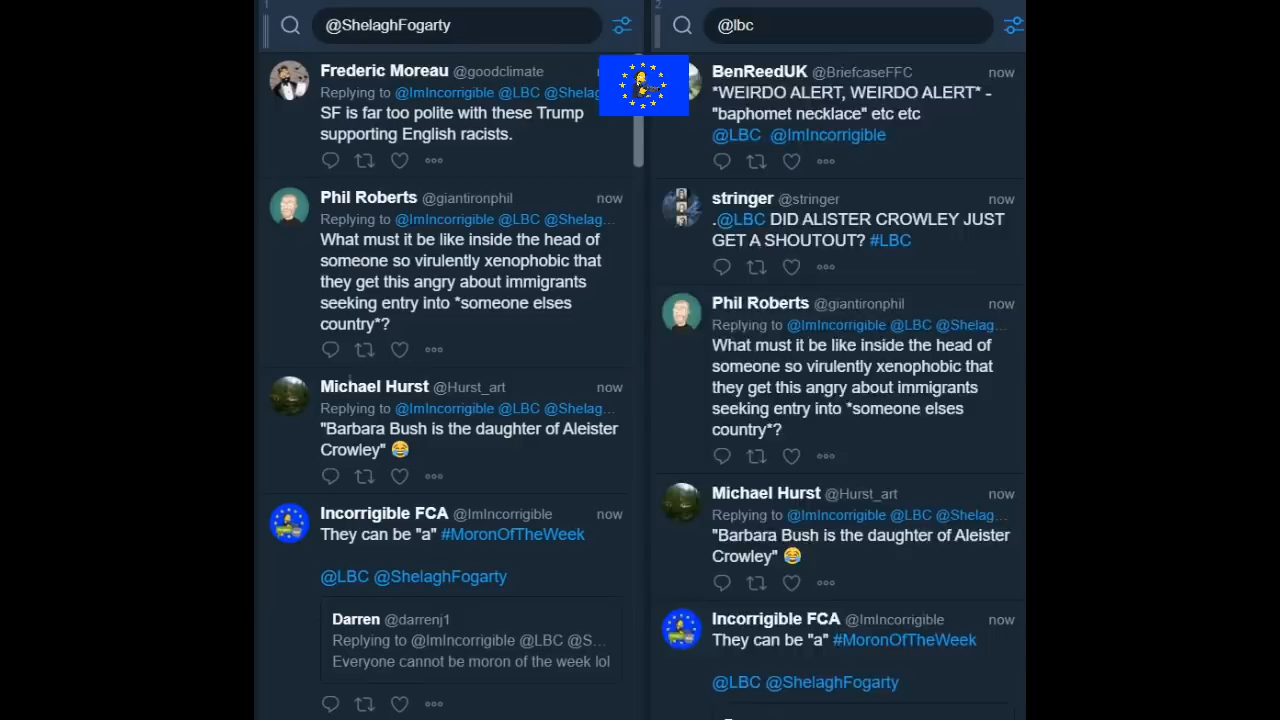 1
@ShelaghFogarty
Frederic Moreau @goodclimate
Replying to @ImIncorrigible @LBC @Shelag
SF is far too polite with these Trump
supporting English racists.
Phil Roberts @giantironphil now
Replying to @ImIncorrigible @LBC @Shelag...
What must it be like inside the head of
someone so virulently xenophobic that
they get this angry about immigrants
seeking entry into *someone elses
country*?
Michael Hurst @Hurst_art now
Replying to @ImIncorrigible @LBC @Shelag...
"Barbara Bush is the daughter of Aleister
Crowley" 😂
Incorrigible FCA @ImIncorrigible now
They can be "a" #MoronOfTheWeek
@LBC @ShelaghFogarty
Darren @darrenj1
Replying to @ImIncorrigible @LBC @S...
Everyone cannot be moron of the week lol
2
@lbc
BenReedUK @BriefcaseFFC now
*WEIRDO ALERT, WEIRDO ALERT* -
"baphomet necklace" etc etc
@LBC @ImIncorrigible
stringer @stringer now
.@LBC DID ALISTER CROWLEY JUST
GET A SHOUTOUT? #LBC
Phil Roberts @giantironphil now
Replying to @ImIncorrigible @LBC @Shelag...
What must it be like inside the head of
someone so virulently xenophobic that
they get this angry about immigrants
seeking entry into *someone elses
country*?
Michael Hurst @Hurst_art now
Replying to @ImIncorrigible @LBC @Shelag...
"Barbara Bush is the daughter of Aleister
Crowley" 😂
Incorrigible FCA @ImIncorrigible now
They can be "a" #MoronOfTheWeek
@LBC @ShelaghFogarty